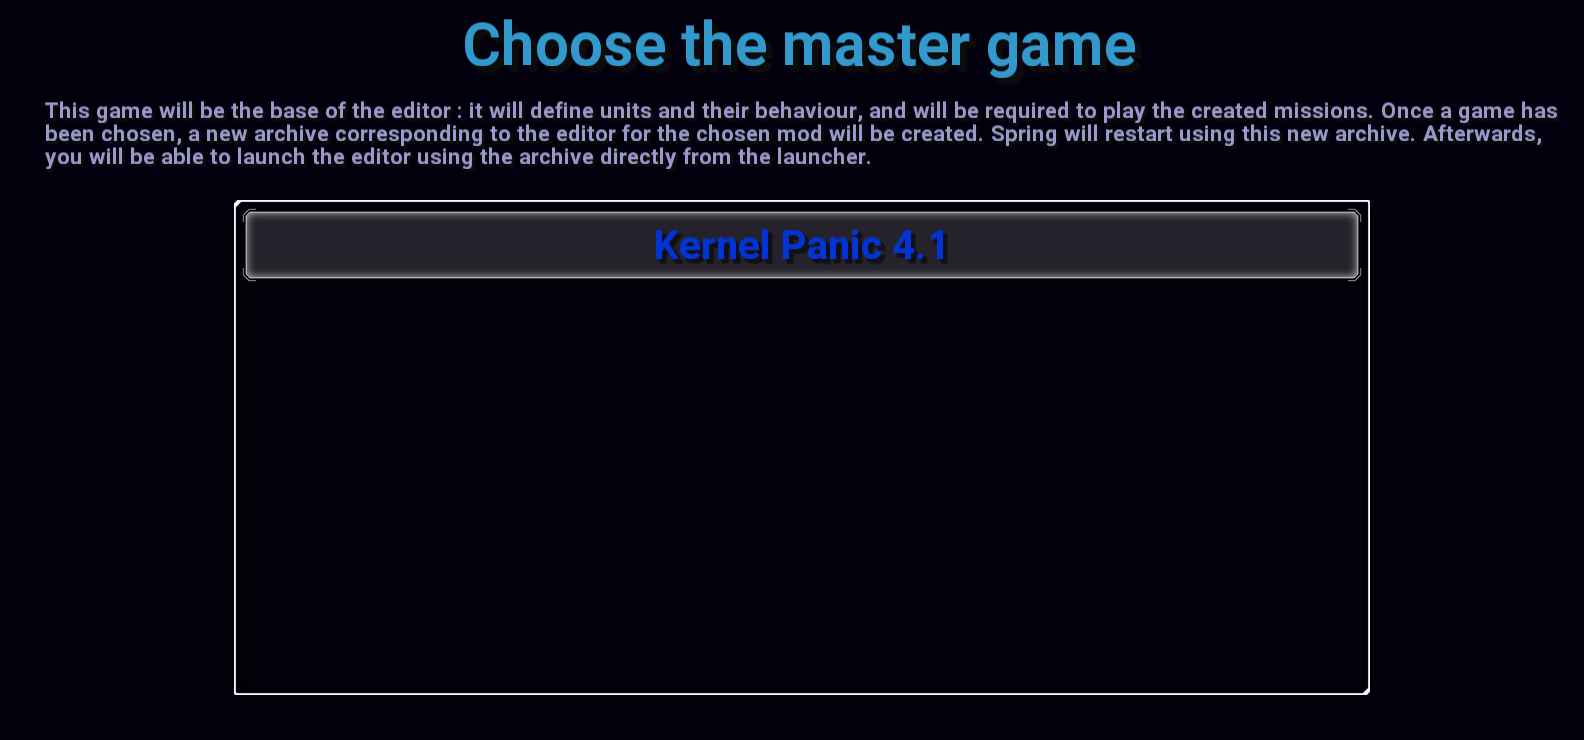 Choose the master game
This game will be the base of the editor : it will define units and their behaviour, and will be required to play the created missions. Once a game has
been chosen, a new archive corresponding to the editor for the chosen mod will be created. Spring will restart using this new archive. Afterwards,
you will be able to launch the editor using the archive directly from the launcher.
Kernel Panic 4.1